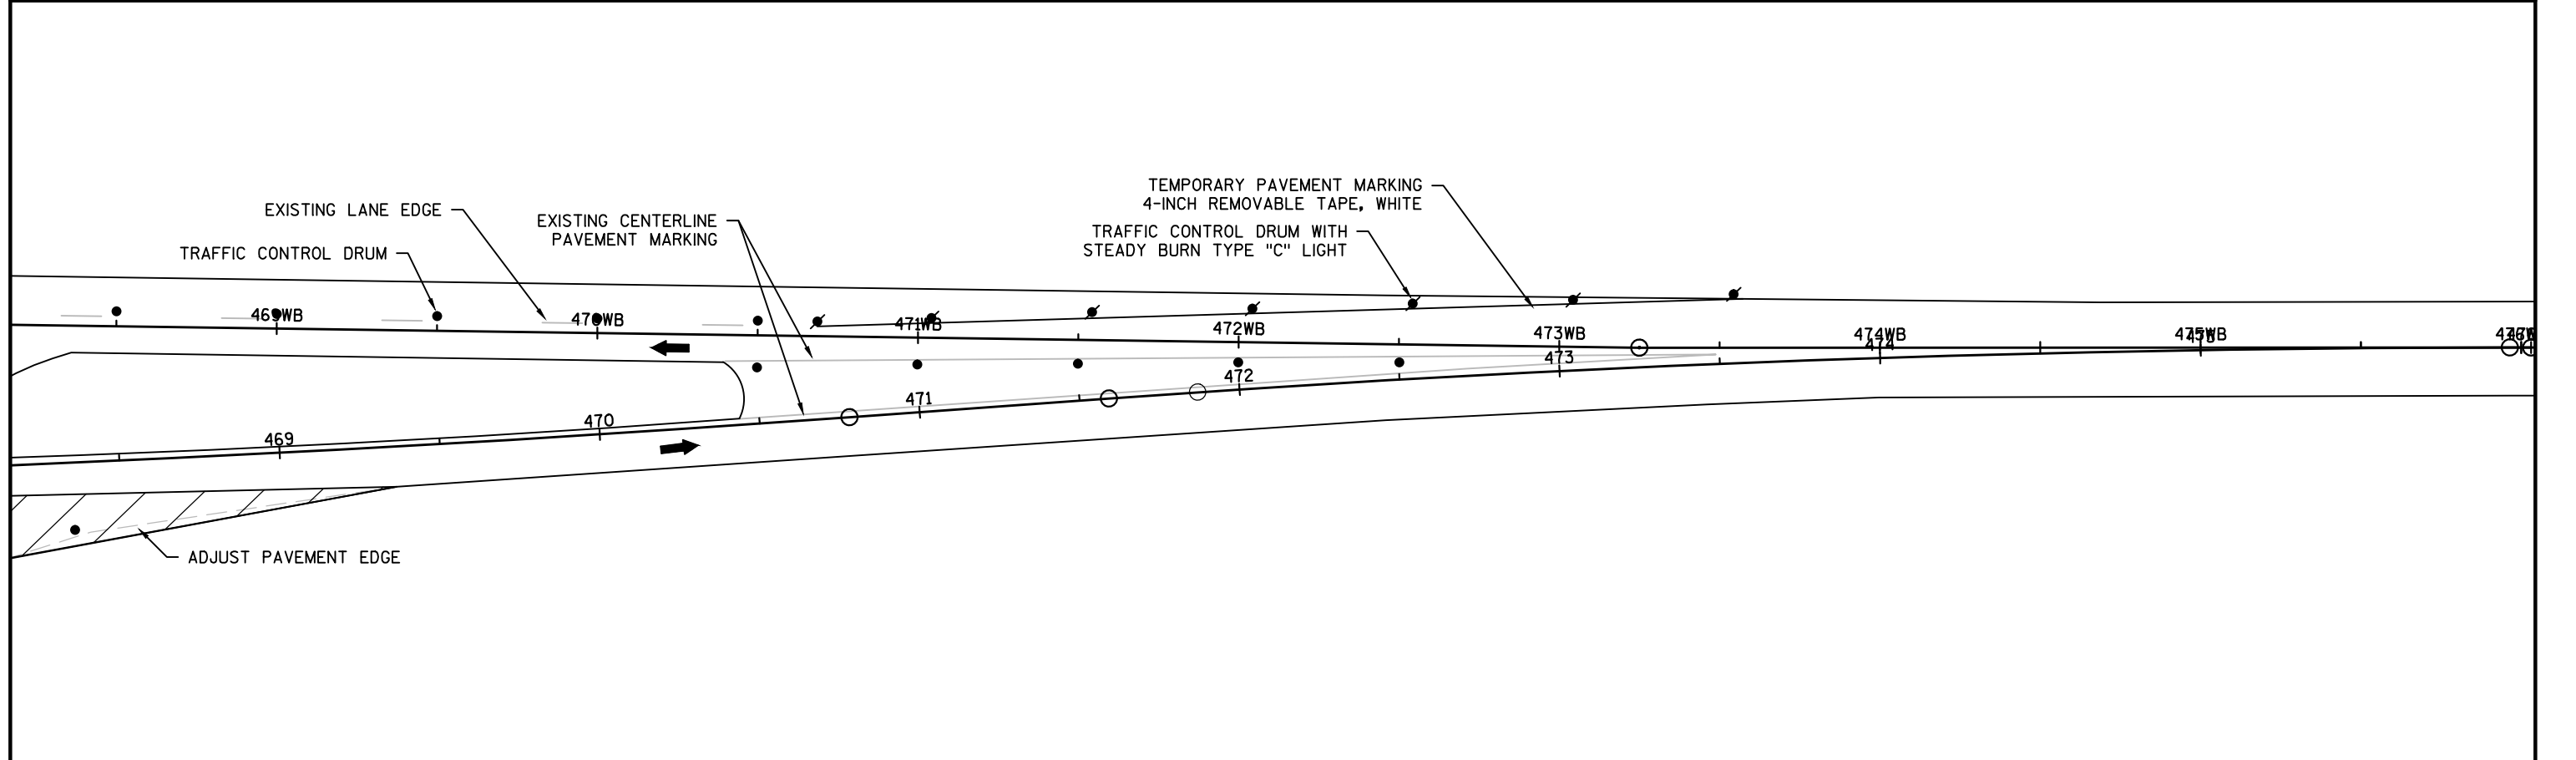 TEMPORARY PAVEMENT MARKING
4-INCH REMOVABLE TAPE, WHITE
EXISTING LANE EDGE
EXISTING CENTERLINE
PAVEMENT MARKING
TRAFFIC CONTROL DRUM WITH
STEADY BURN TYPE "C" LIGHT
TRAFFIC CONTROL DRUM
469WB
470WB
471WB
472WB
473WB
474WB
475WB
474
475
473
472
471
470
469
ADJUST PAVEMENT EDGE